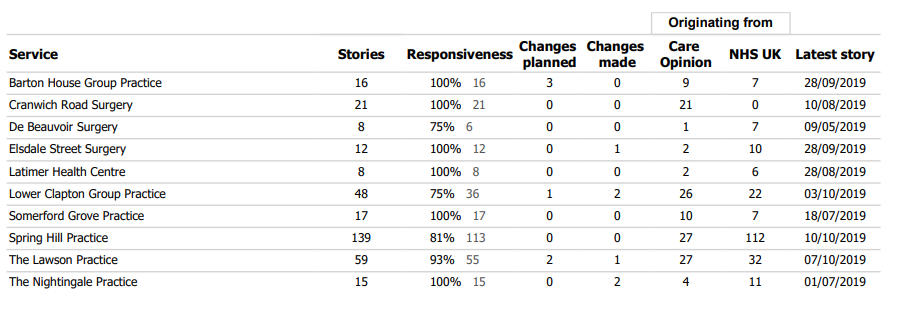 Originating from
Service Stories Responsiveness Changes planned Changes made Care Opinion NHS UK Latest story
Barton House Group Practice 16 100% 16 3 0 9 7 28/09/2019
Cranwich Road Surgery 21 100% 21 0 0 21 0 10/08/2019
De Beauvoir Surgery 8 75% 6 0 0 1 7 09/05/2019
Elsdale Street Surgery 12 100% 12 0 1 2 10 28/09/2019
Latimer Health Centre 8 100% 8 0 0 2 6 28/08/2019
Lower Clapton Group Practice 48 75% 36 1 2 26 22 03/10/2019
Somerford Grove Practice 17 100% 17 0 0 10 7 18/07/2019
Spring Hill Practice 139 81% 113 0 0 27 112 10/10/2019
The Lawson Practice 59 93% 55 2 1 27 32 07/10/2019
The Nightingale Practice 15 100% 15 0 2 4 11 01/07/2019